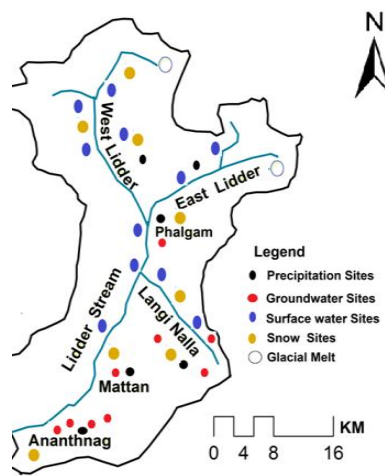 N
West Lidder
East Lidder
Phalgam
Legend
Precipitation Sites
Groundwater Sites
Surface water Sites
Snow Sites
Glacial Melt
Lidder Stream
Langi Nalla
Mattan
Ananthnag
KM
0 4 8 16